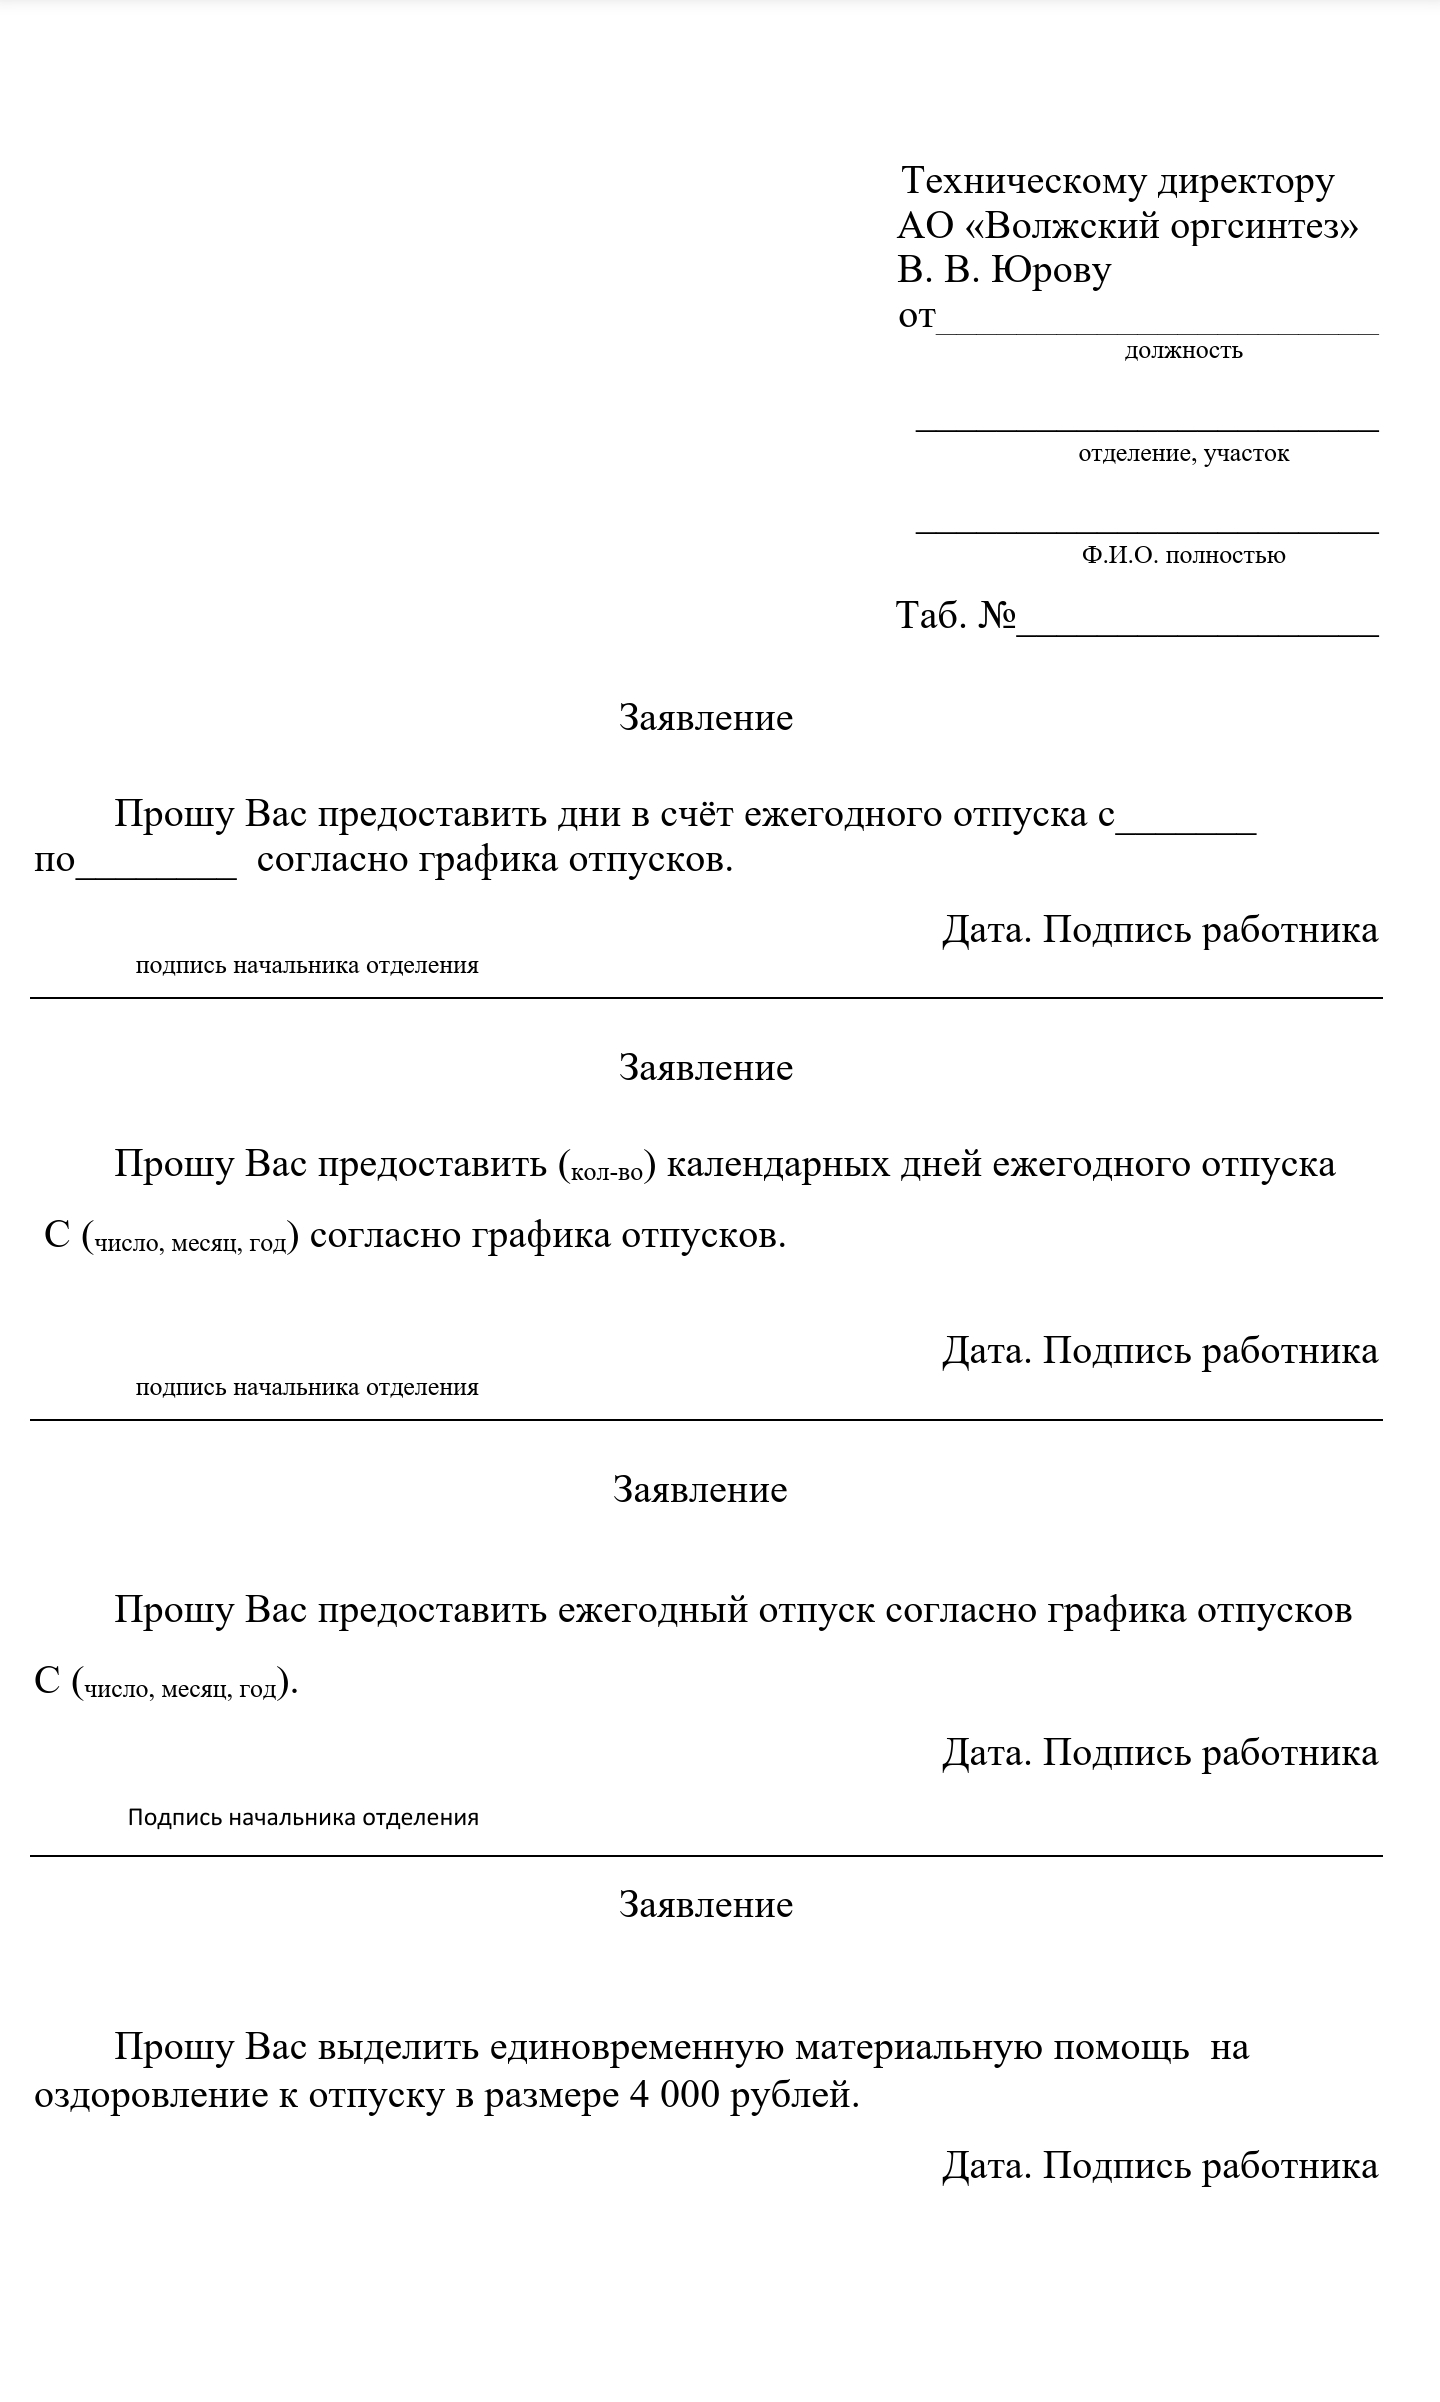 Техническому директору
АО «Волжский оргсинтез»
В. В. Юрову
от______________________
должность
_______________________
отделение, участок
_______________________
Ф.И.О. полностью
Таб. №__________________
Заявление
Прошу Вас предоставить дни в счёт ежегодного отпуска с_______
по________ согласно графика отпусков.
Дата. Подпись работника
подпись начальника отделения
Заявление
Прошу Вас предоставить (кол-во) календарных дней ежегодного отпуска
С (число, месяц, год) согласно графика отпусков.
Дата. Подпись работника
подпись начальника отделения
Заявление
Прошу Вас предоставить ежегодный отпуск согласно графика отпусков
С (число, месяц, год).
Дата. Подпись работника
Подпись начальника отделения
Заявление
Прошу Вас выделить единовременную материальную помощь на
оздоровление к отпуску в размере 4 000 рублей.
Дата. Подпись работника